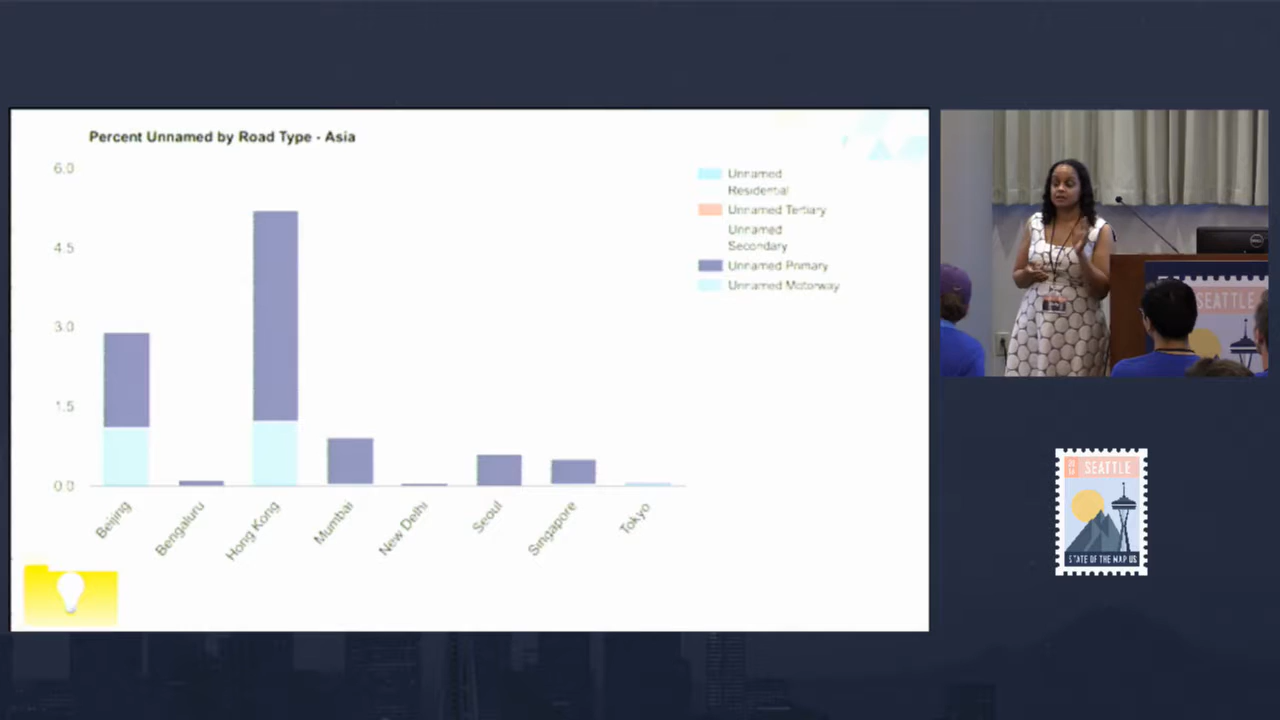 Percent Unnamed by Road Type - Asia
6.0
4.5
3.0
1.5
0.0
Beijing
Bengaluru
Hong Kong
Mumbai
New Delhi
Seoul
Singapore
Tokyo
Unnamed
Residential
Unnamed Tertiary
Unnamed
Secondary
Unnamed Primary
Unnamed Motorway
DELL
SEATTLE
SEATTLE
STATE OF THE MAP US